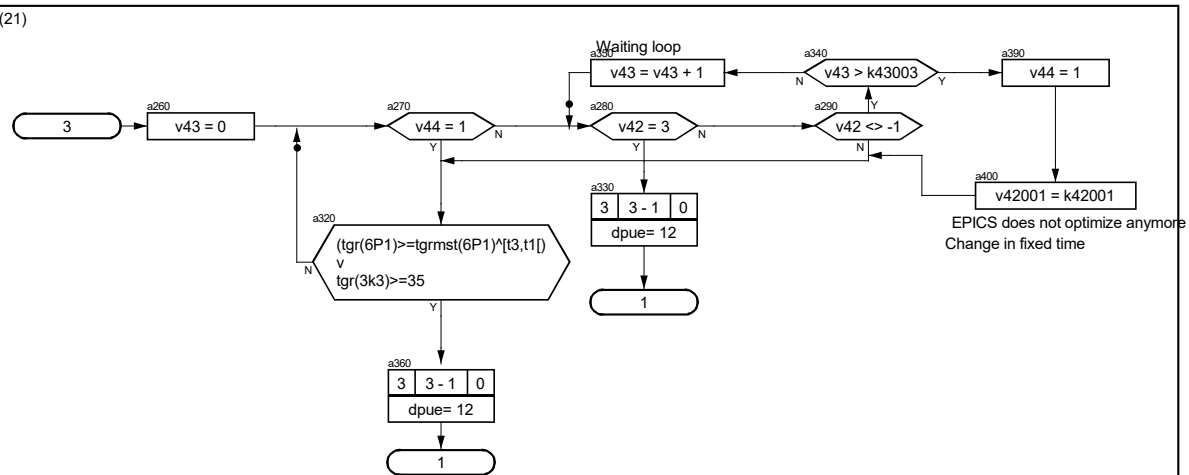 (21)
Waiting loop
a350
v43 = v43 + 1
a340
v43 > k43003
N
Y
a390
v44 = 1
3
a260
v43 = 0
a270
v44 = 1
N
Y
a280
v42 = 3
N
Y
a290
v42 <> -1
Y
N
a400
v42001 = k42001
EPICS does not optimize anymore
Change in fixed time
a330
3 3 - 1 0
dpue= 12
1
a320
(tgr(6P1)>=tgrmst(6P1)^[t3,t1[)
v
tgr(3k3)>=35
N
Y
a360
3 3 - 1 0
dpue= 12
1